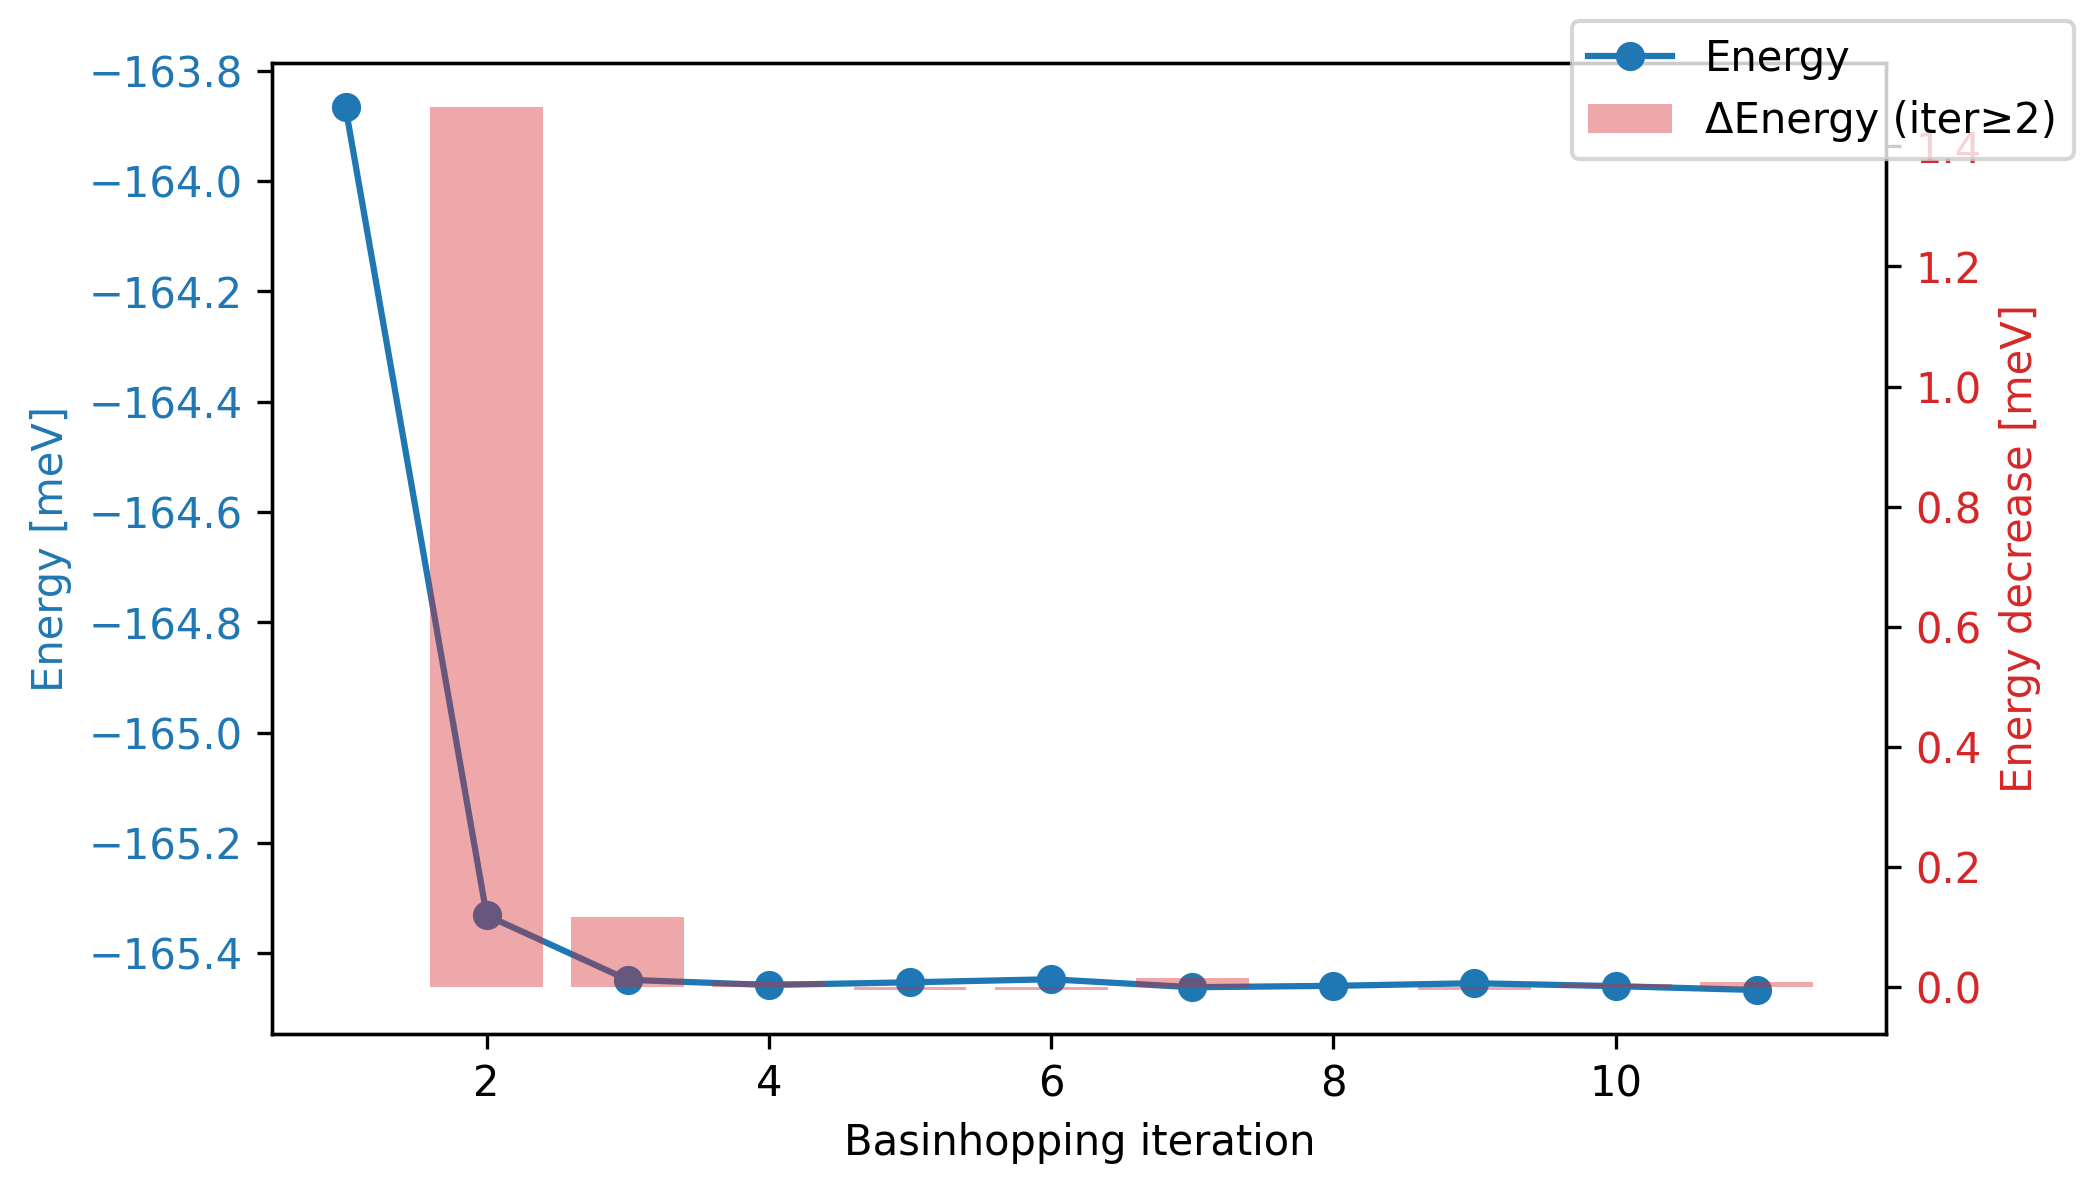 Energy
ΔEnergy (iter≥2)
−163.8
−164.0
−164.2
−164.4
−164.6
−164.8
−165.0
−165.2
−165.4
Energy [meV]
1.4
1.2
1.0
0.8
0.6
0.4
0.2
0.0
Energy decrease [meV]
2 4 6 8 10
Basinhopping iteration